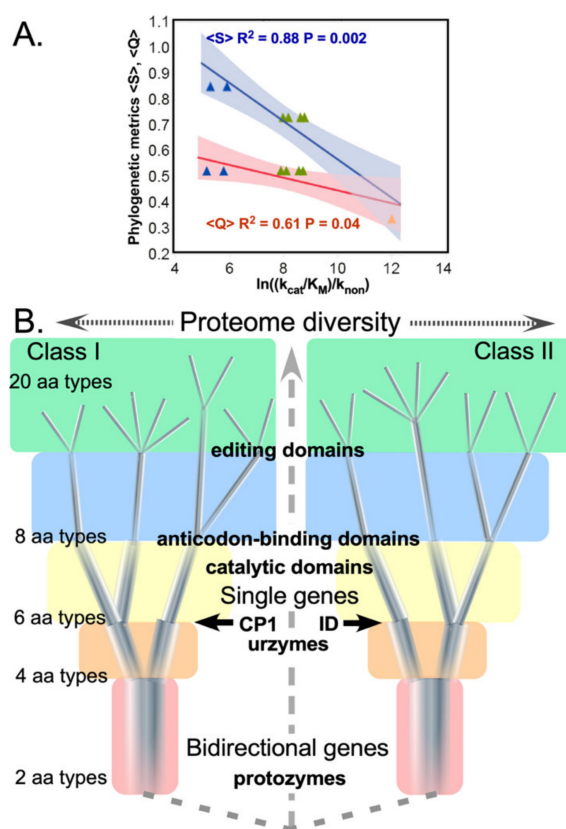 A.
<S> R2 = 0.88 P = 0.002
<Q> R2 = 0.61 P = 0.04
Phylogenetic metrics <S>, <Q>
1.1
1.0
0.9
0.8
0.7
0.6
0.5
0.4
0.3
0.2
4 6 8 10 12 14
ln((kcat/KM)/knon)
B.
Proteome diversity
Class I Class II
20 aa types
editing domains
8 aa types anticodon-binding domains
catalytic domains
Single genes
6 aa types CP1 ID
urzymes
4 aa types
Bidirectional genes
2 aa types protozymes